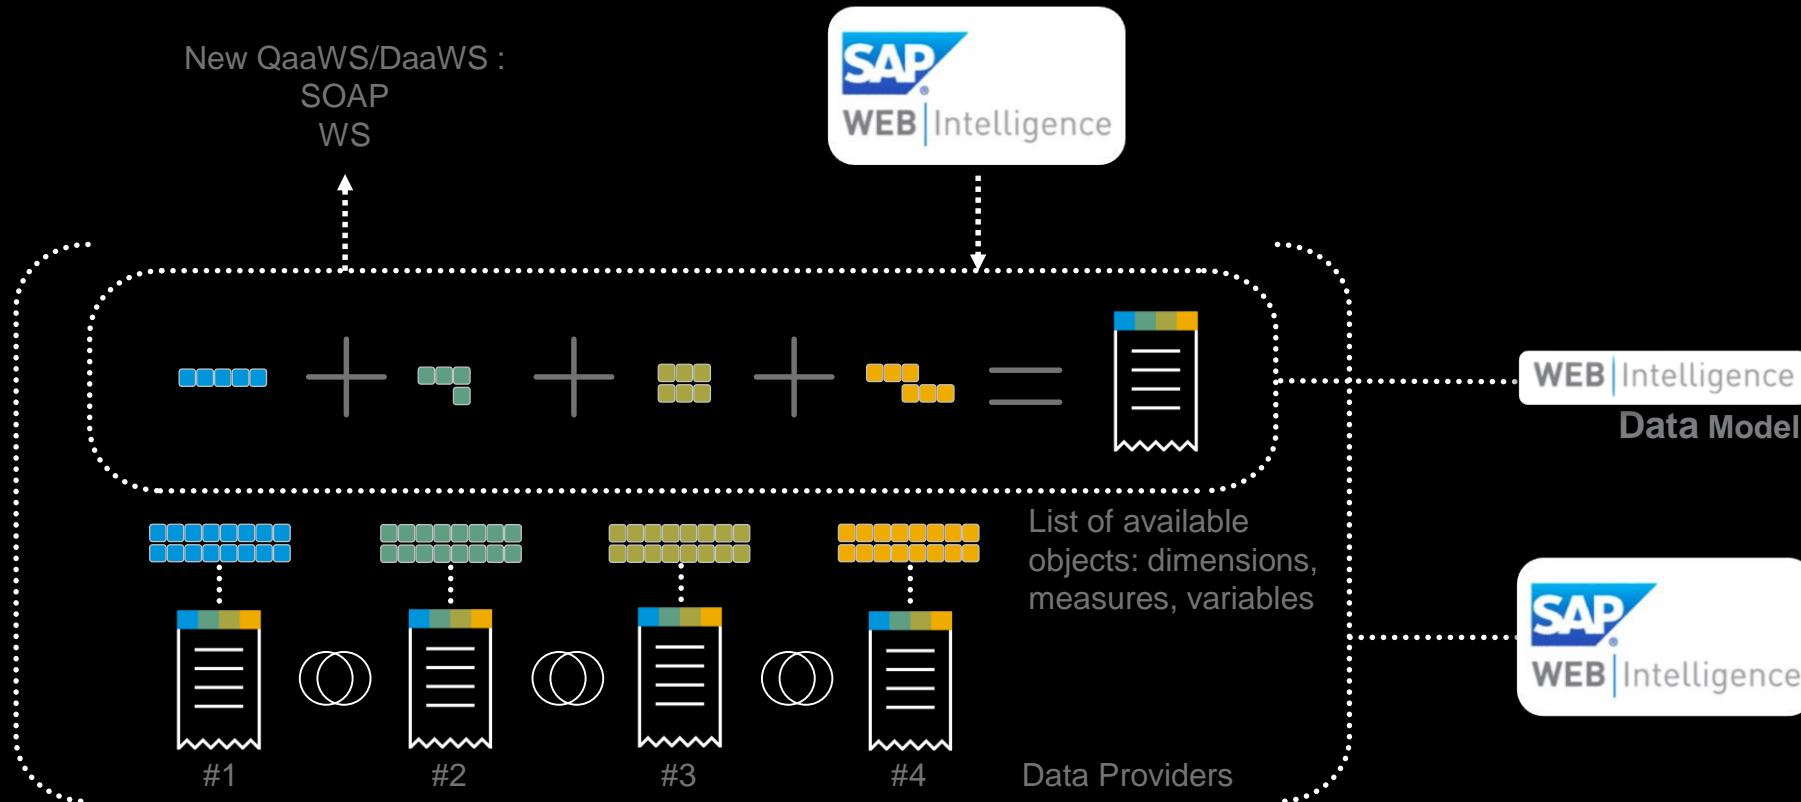 New QaaWS/DaaWS :
SOAP
WS
SAP®
WEB Intelligence
WEB Intelligence
Data Model
List of available
objects: dimensions,
measures, variables
SAP®
WEB Intelligence
#1
#2
#3
#4
Data Providers